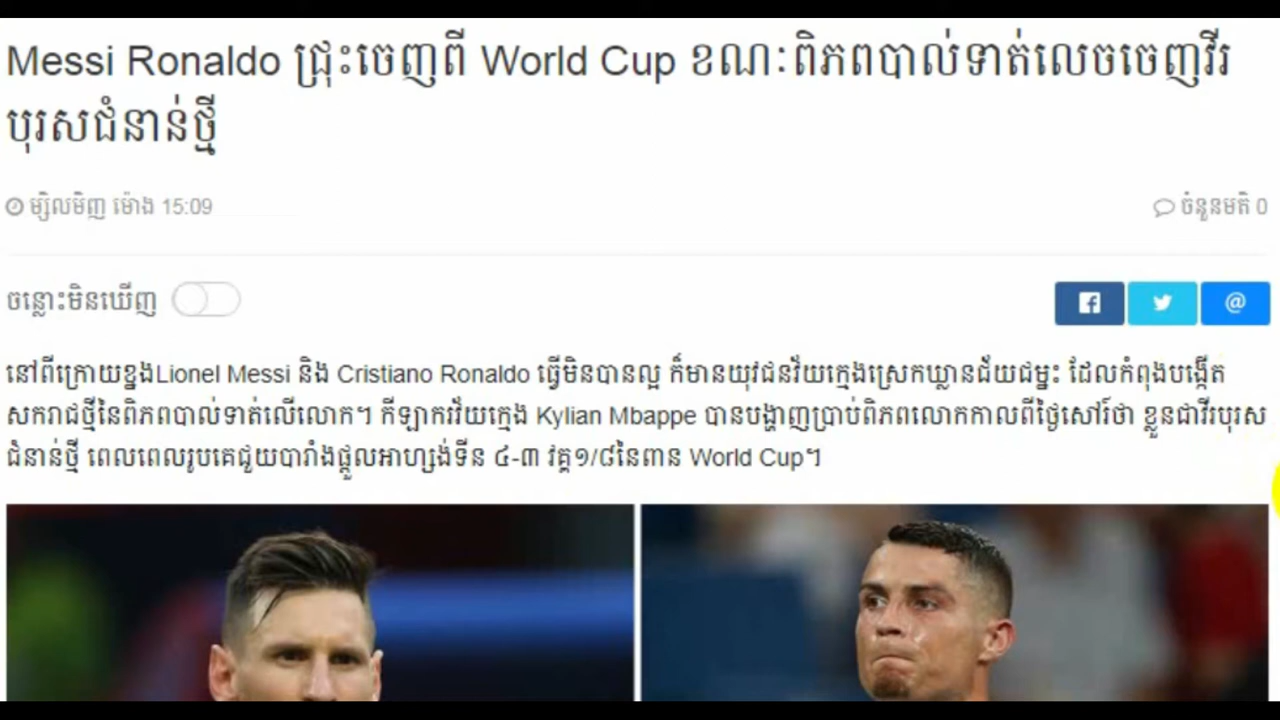 Messi Ronaldo ជ្រុះចេញពី World Cup ខណៈពិភពបាល់ទាត់លេចចេញវីរ
បុរសជំនាន់ថ្មី
ម្សិលមិញ ម៉ោង 15:09
ចំនួនមតិ 0
ចន្លោះមិនឃើញ
នៅពីក្រោយខ្នងLionel Messi និង Cristiano Ronaldo ធ្វើមិនបានល្អ ក៏មានយុវជនវ័យក្មេងស្រេកឃ្លានជ័យជម្នះ ដែលកំពុងបង្កើត
សករាជថ្មីនៃពិភពបាល់ទាត់លើលោក។ កីឡាករវ័យក្មេង Kylian Mbappe បានបង្ហាញប្រាប់ពិភពលោកកាលពីថ្ងៃសៅរ៍ថា ខ្លួនជាវីរបុរស
ជំនាន់ថ្មី ពេលពេលរូបគេជួយបារាំងផ្តួលអាហ្សង់ទីន ៤-៣ វគ្គ១/៨នៃពាន World Cup។